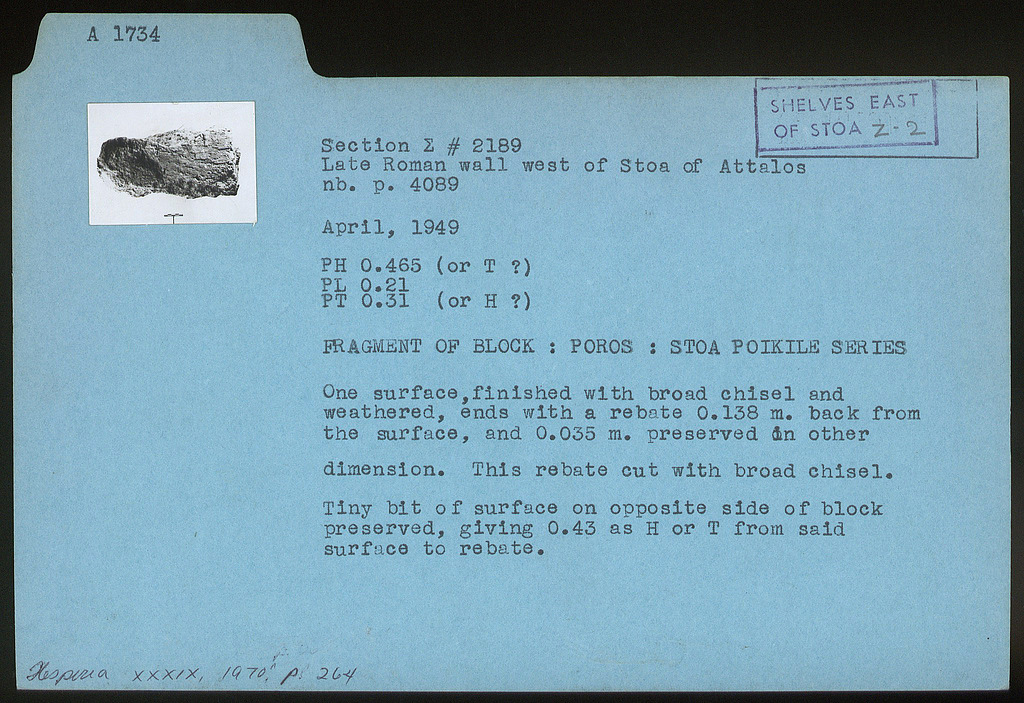 A 1734
SHELVES EAST
OF STOA Z-2
Section Σ # 2189
Late Roman wall west of Stoa of Attalos
nb. p. 4089
April, 1949
PH 0.465 (or T ?)
PL 0.21
PT 0.31 (or H ?)
FRAGMENT OF BLOCK : POROS : STOA POIKILE SERIES
One surface,finished with broad chisel and
weathered, ends with a rebate 0.138 m. back from
the surface, and 0.035 m. preserved in other
dimension. This rebate cut with broad chisel.
Tiny bit of surface on opposite side of block
preserved, giving 0.43 as H or T from said
surface to rebate.
Hesperia XXXIX, 1970, p. 264